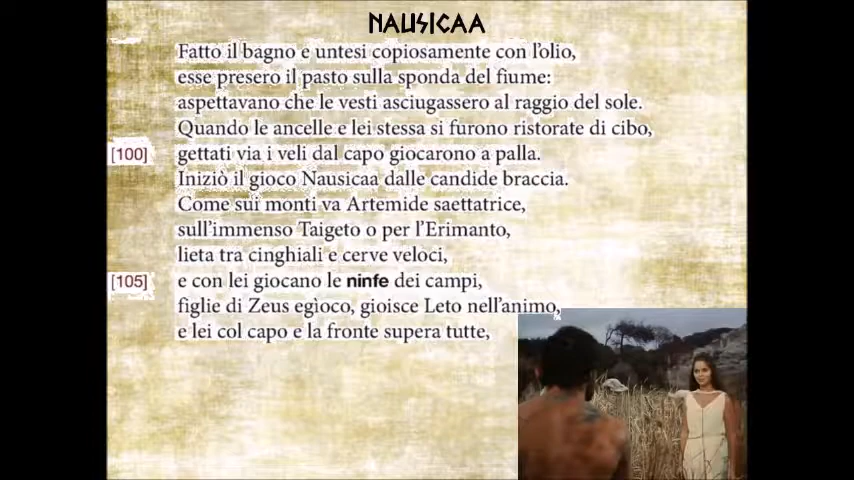 NAUSICAA
Fatto il bagno e untesi copiosamente con l'olio,
esse presero il pasto sulla sponda del fiume:
aspettavano che le vesti asciugassero al raggio del sole.
Quando le ancelle e lei stessa si furono ristorate di cibo,
[100] gettati via i veli dal capo giocarono a palla.
Iniziò il gioco Nausicaa dalle candide braccia.
Come sui monti va Artemide saettatrice,
sull'immenso Taigeto o per l'Erimanto,
lieta tra cinghiali e cerve veloci,
[105] e con lei giocano le ninfe dei campi,
figlie di Zeus egioco, gioisce Leto nell'animo,
e lei col capo e la fronte supera tutte,